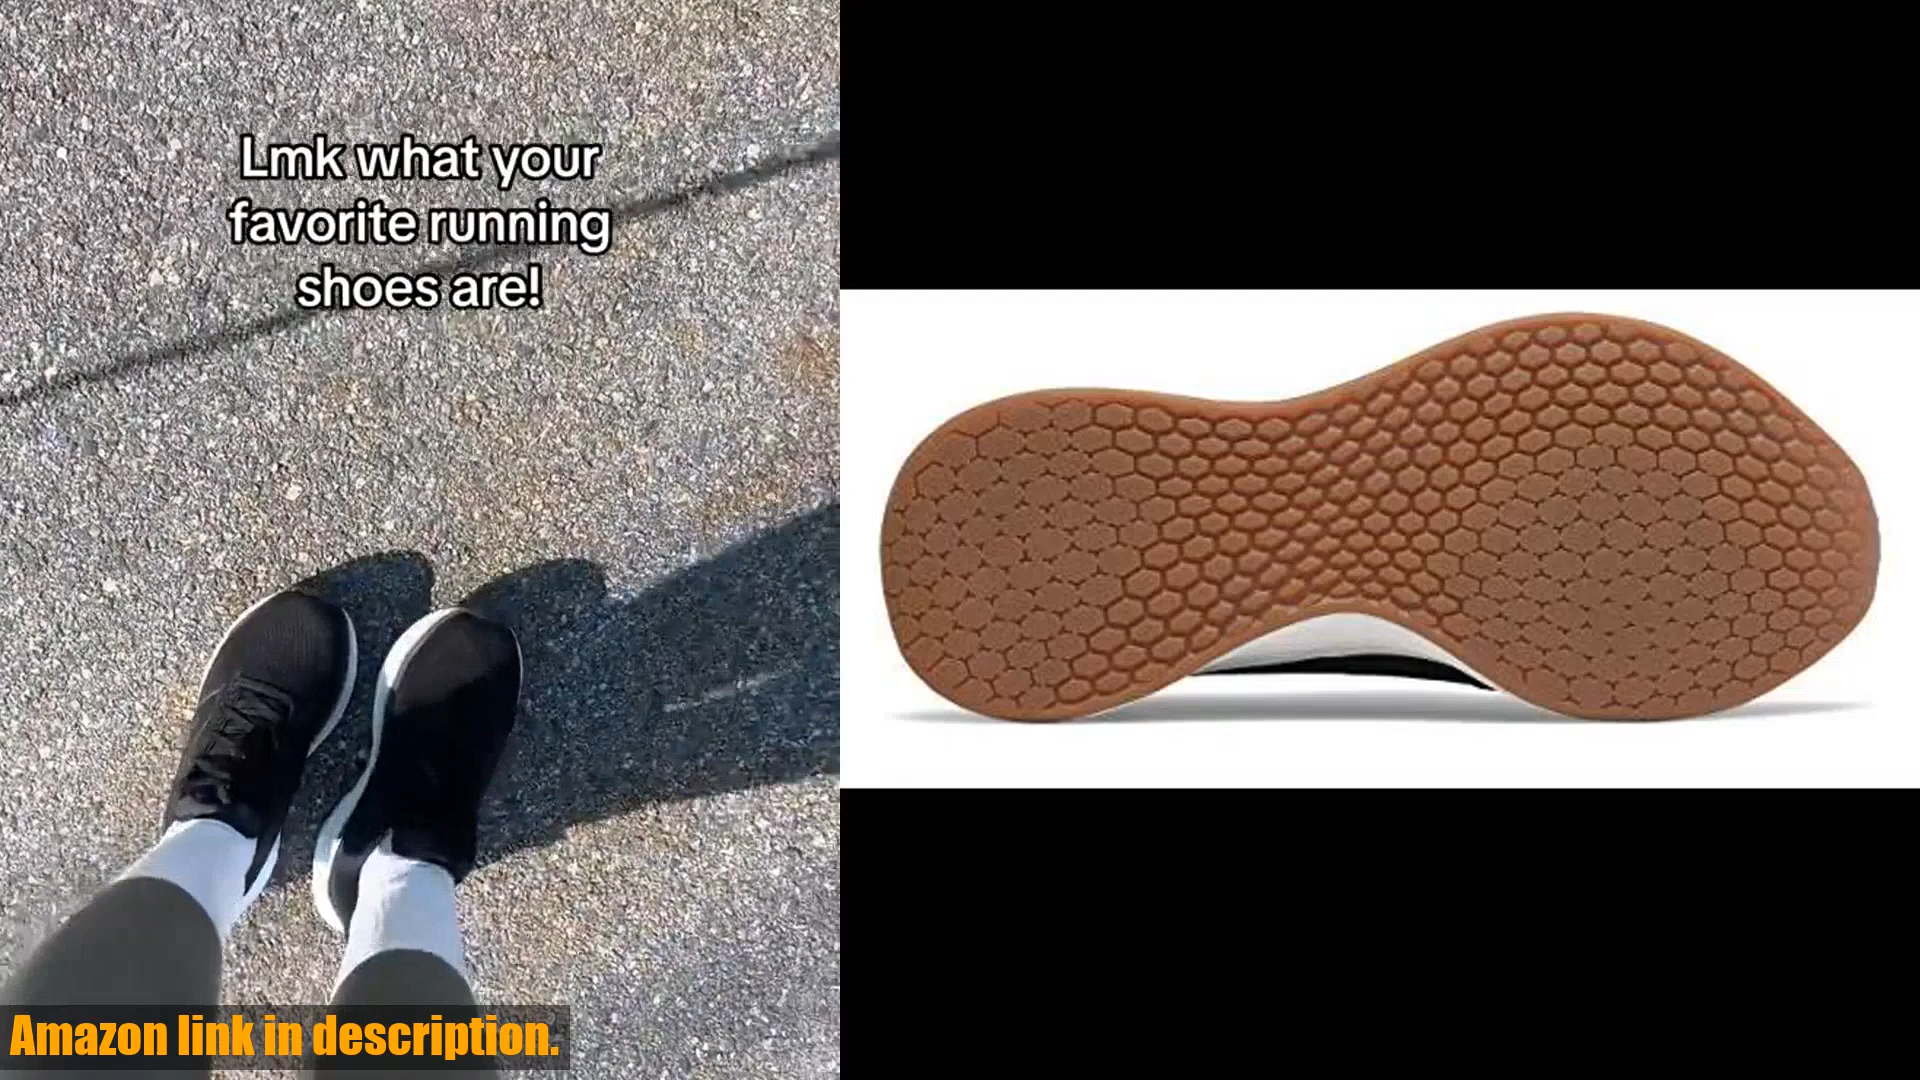 Lmk what your
favorite running
shoes are!
Amazon link in description.